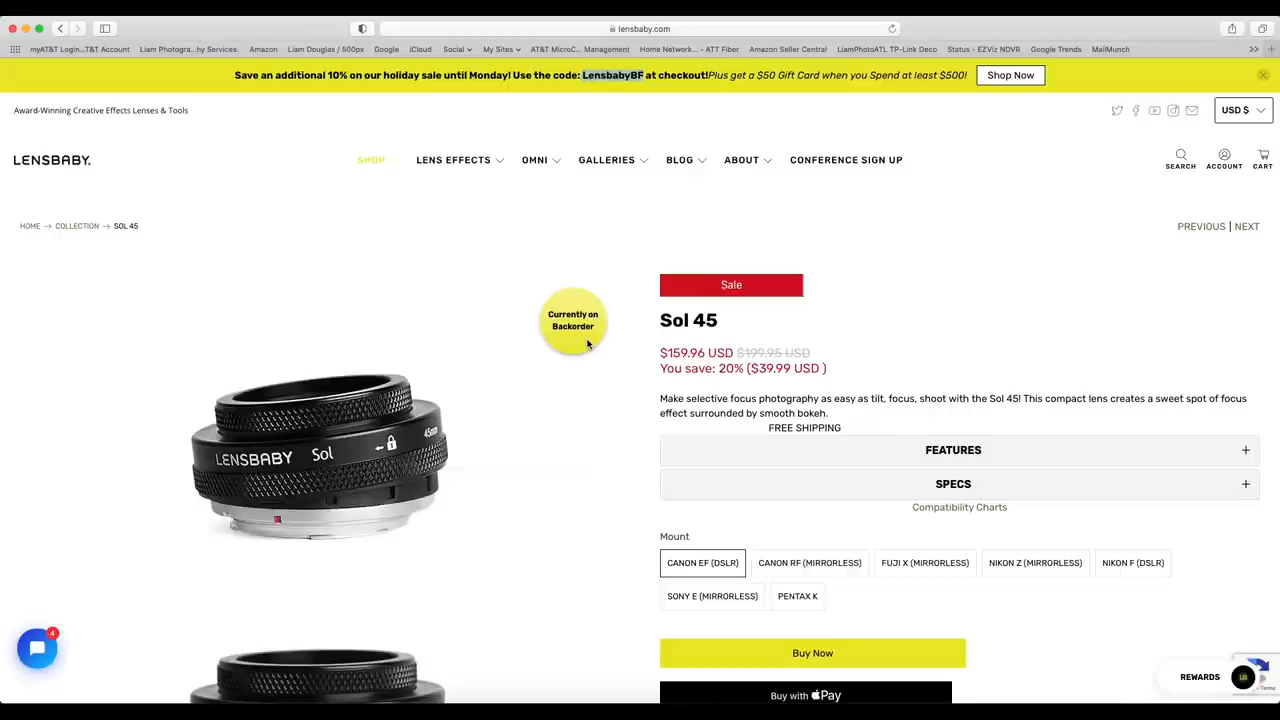 lensbaby.com
myAT&T Login...T&T Account Liam Photogra...hy Services. Amazon Liam Douglas / 500px Google iCloud Social My Sites AT&T MicroC... Management Home Network... - ATT Fiber Amazon Seller Central LiamPhotoATL TP-Link Deco Status - EZViz NDVR Google Trends MailMunch
Save an additional 10% on our holiday sale until Monday! Use the code: LensbabyBF at checkout!Plus get a $50 Gift Card when you Spend at least $500! Shop Now
Award-Winning Creative Effects Lenses & Tools
USD $
LENSBABY.
SHOP LENS EFFECTS OMNI GALLERIES BLOG ABOUT CONFERENCE SIGN UP
SEARCH ACCOUNT CART
HOME → COLLECTION → SOL 45
PREVIOUS | NEXT
Currently on
Backorder
45mm
LENSBABY Sol
Sale
Sol 45
$159.96 USD $199.95 USD
You save: 20% ($39.99 USD )
Make selective focus photography as easy as tilt, focus, shoot with the Sol 45! This compact lens creates a sweet spot of focus
effect surrounded by smooth bokeh.
FREE SHIPPING
FEATURES +
SPECS +
Compatibility Charts
Mount
CANON EF (DSLR) CANON RF (MIRRORLESS) FUJI X (MIRRORLESS) NIKON Z (MIRRORLESS) NIKON F (DSLR)
SONY E (MIRRORLESS) PENTAX K
4
Buy Now
REWARDS
- Terms
Buy with Pay